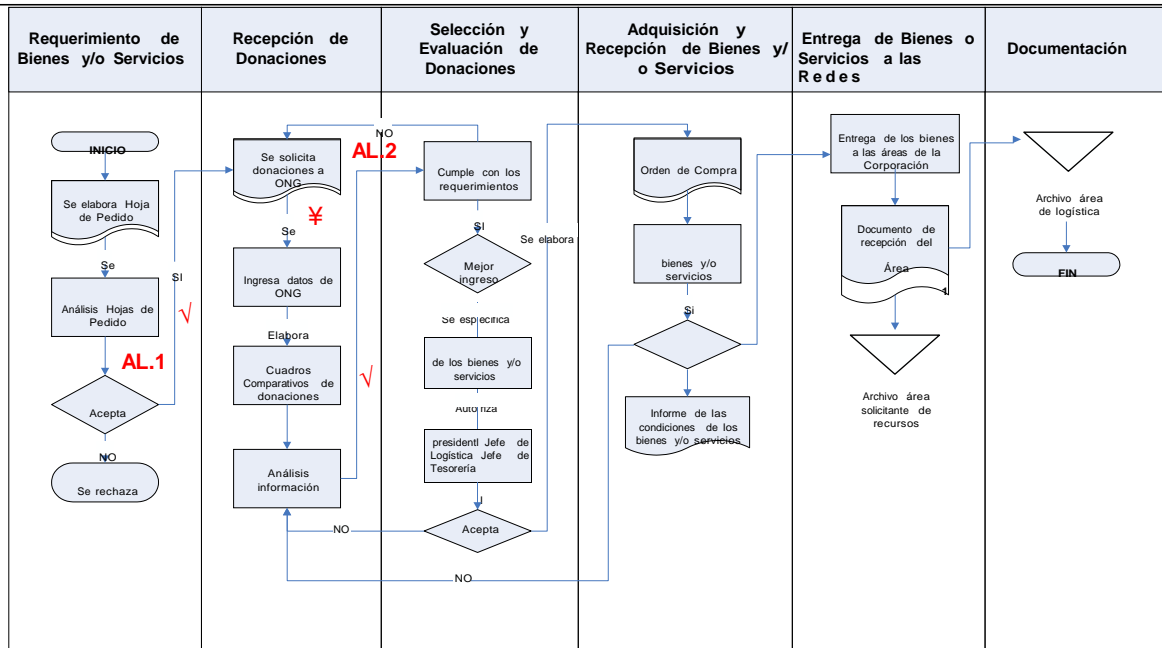 Requerimiento de
Bienes y/o Servicios
Recepción de
Donaciones
Selección y
Evaluación de
Donaciones
Adquisición y
Recepción de Bienes y/
o Servicios
Entrega de Bienes o
Servicios a las
Redes
Documentación
INICIO
Se elabora Hoja
de Pedido
Se
SI
Análisis Hojas de
Pedido
√
AL.1
Acepta
NO
Se rechaza
NO
AL.2
Se solicita
donaciones a
ONG
¥
Se
Ingresa datos de
ONG
Elabora
Cuadros
Comparativos de
donaciones
√
Análisis
información
NO
NO
Cumple con los
requerimientos
SI
Se elabora
Mejor
ingreso
Se especifica
de los bienes y/o
servicios
Autoriza
presidentl Jefe de
Logística Jefe de
Tesorería
Acepta
Orden de Compra
bienes y/o
servicios
Si
Informe de las
condiciones de los
bienes y/o servicios
Entrega de los bienes
a las áreas de la
Corporación
Documento de
recepción del
Área
1
Archivo área
solicitante de
recursos
Archivo área
de logística
FIN